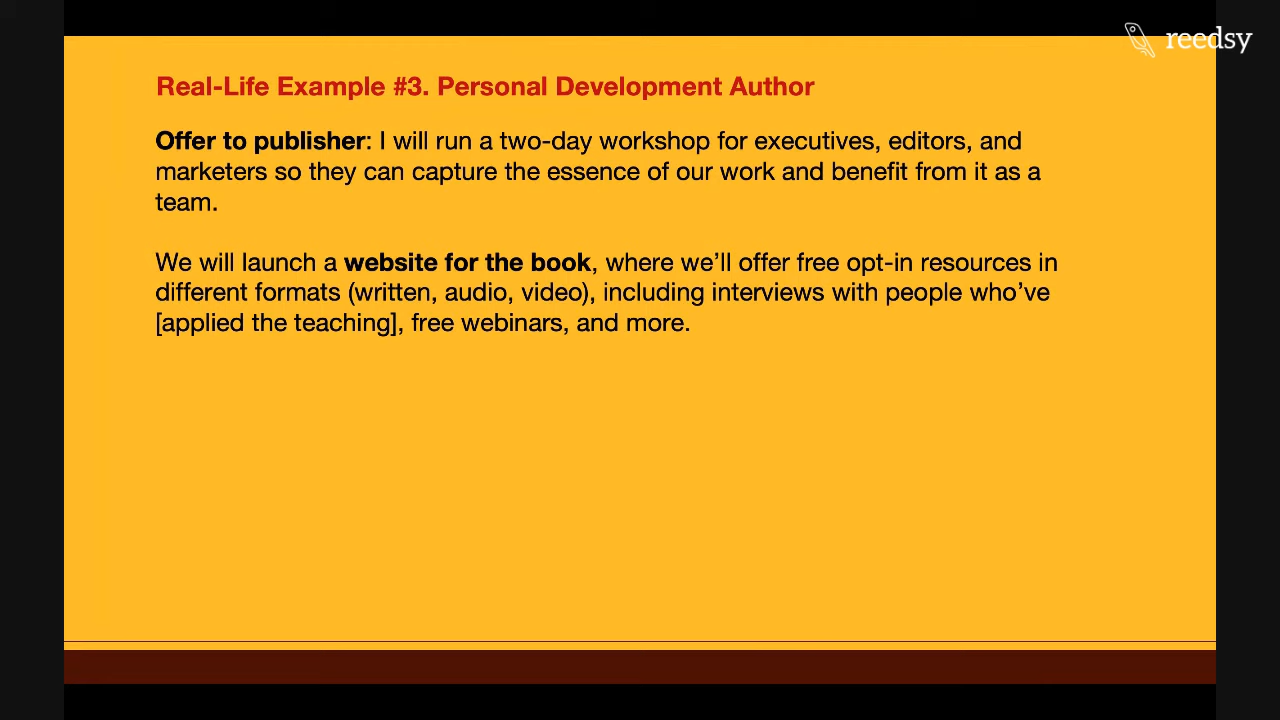 reedsy
Real-Life Example #3. Personal Development Author
Offer to publisher: I will run a two-day workshop for executives, editors, and
marketers so they can capture the essence of our work and benefit from it as a
team.
We will launch a website for the book, where we’ll offer free opt-in resources in
different formats (written, audio, video), including interviews with people who’ve
[applied the teaching], free webinars, and more.